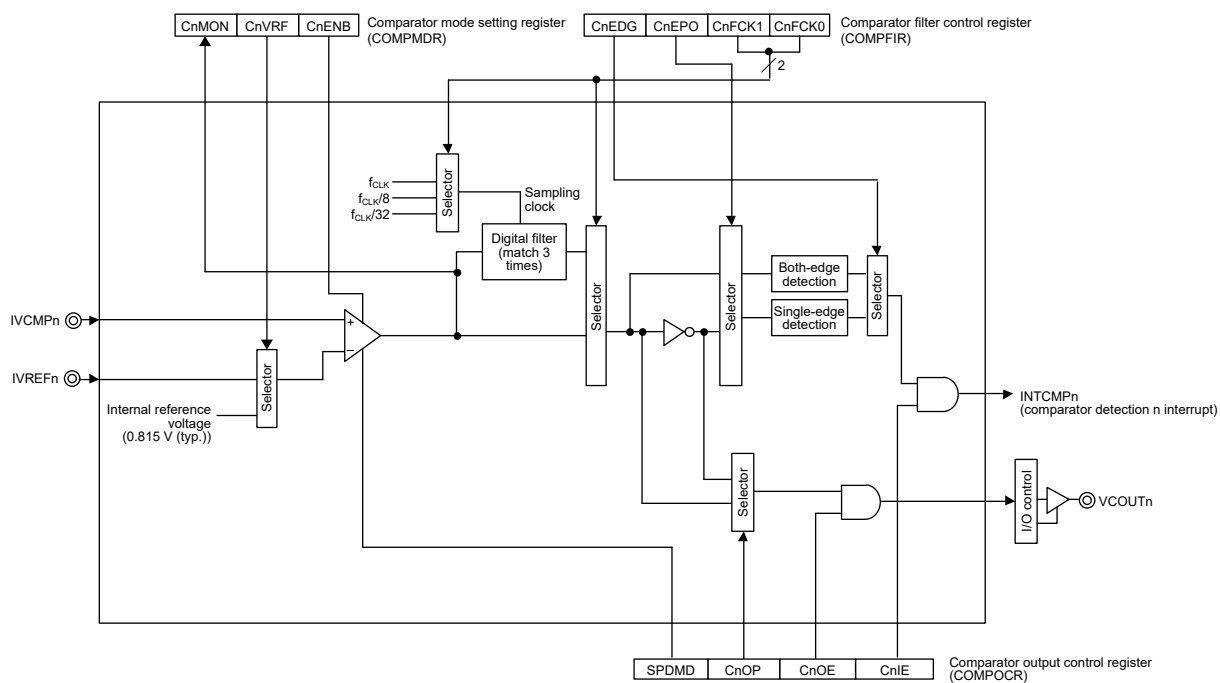 CnMON CnVRF CnENB
Comparator mode setting register
(COMPMDR)
CnEDG CnEPO CnFCK1 CnFCK0
Comparator filter control register
(COMPFIR)
2
fCLK
fCLK/8
fCLK/32
Selector
Sampling
clock
Digital filter
(match 3
times)
Selector
Selector
Both-edge
detection
Single-edge
detection
Selector
IVCMPn
+
−
IVREFn
Selector
Internal reference
voltage
(0.815 V (typ.))
INTCMPn
(comparator detection n interrupt)
Selector
I/O control
VCOUTn
SPDMD CnOP CnOE CnIE
Comparator output control register
(COMPOCR)